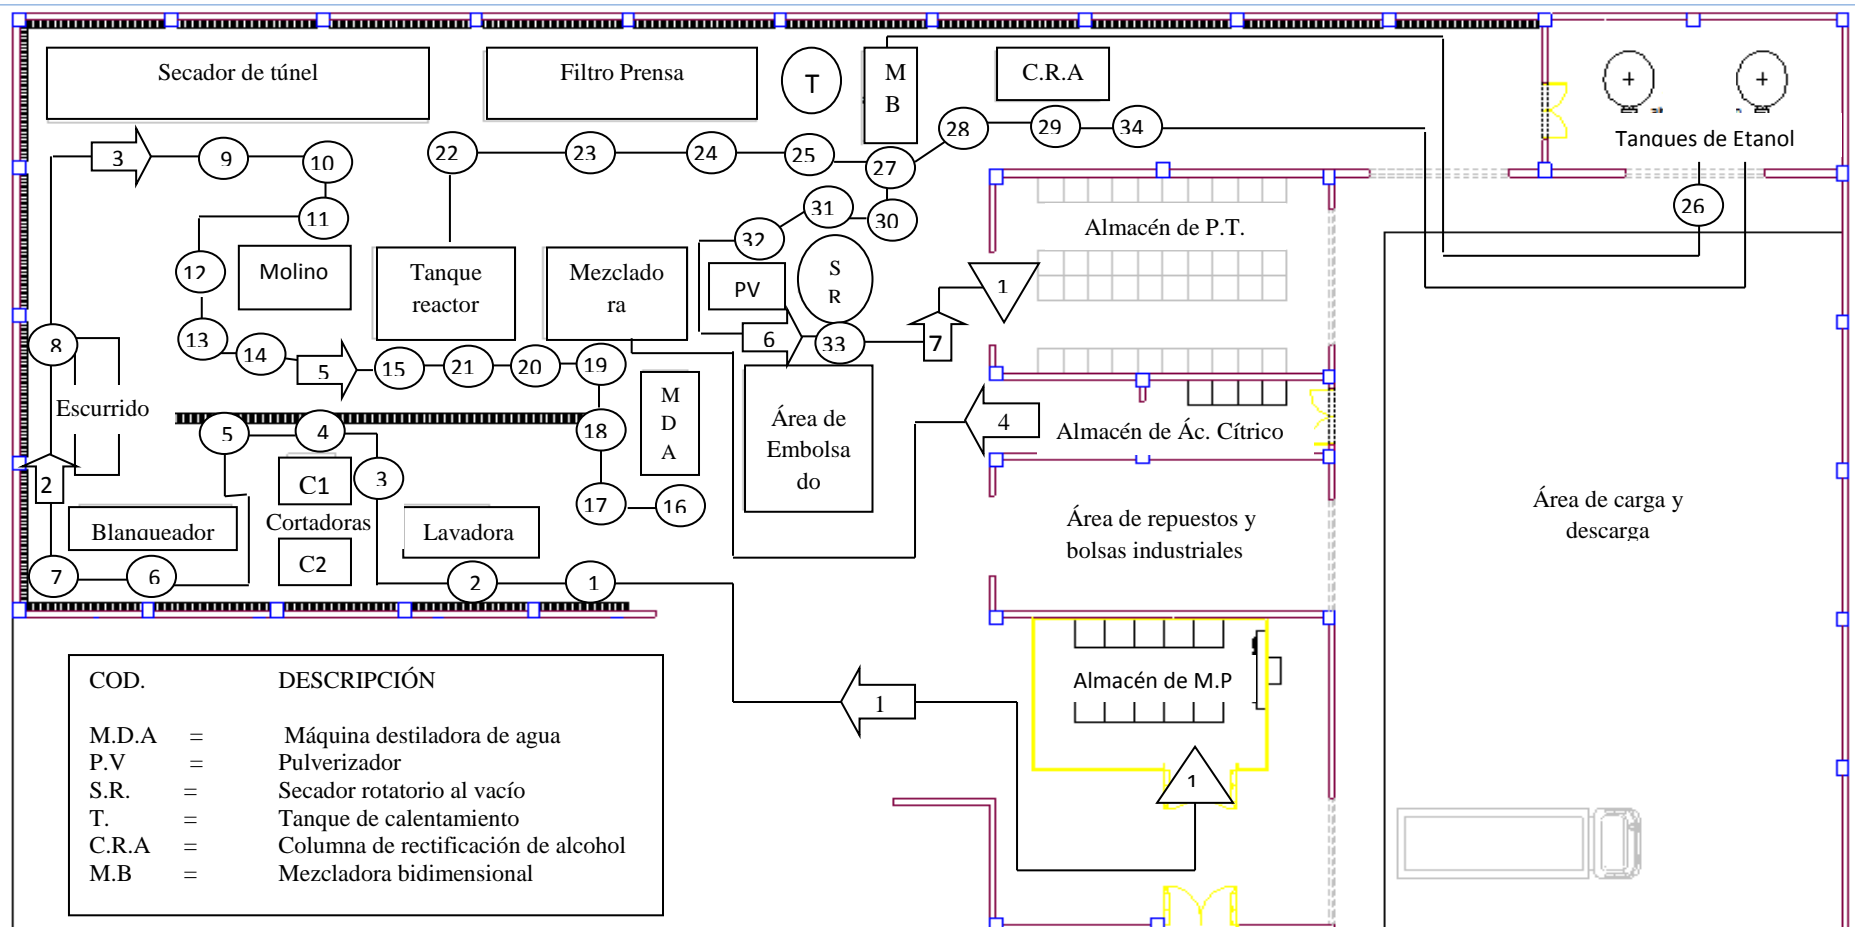 Secador de túnel
Filtro Prensa
T
M
B
C.R.A
+
+
Tanques de Etanol
3
9
10
22
23
24
25
27
28
29
34
26
11
12
Molino
Tanque
reactor
Mezclado
ra
PV
S
R
32
31
30
Almacén de P.T.
1
13
14
5
15
21
20
19
6
33
7
8
Escurrido
5
4
3
18
M
D
A
Área de
Embolsa
do
4
Almacén de Ác. Cítrico
2
C1
Cortadoras
C2
Blanqueador
Lavadora
17
16
7
6
2
1
Área de repuestos y
bolsas industriales
Área de carga y
descarga
Almacén de M.P
1
1
COD. DESCRIPCIÓN
M.D.A = Máquina destiladora de agua
P.V = Pulverizador
S.R. = Secador rotatorio al vacío
T. = Tanque de calentamiento
C.R.A = Columna de rectificación de alcohol
M.B = Mezcladora bidimensional